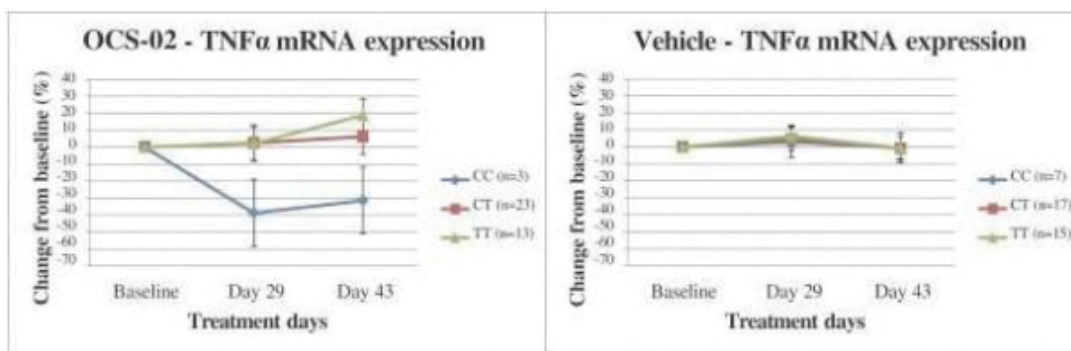 OCS-02 - TNFα mRNA expression
Change from baseline (%)
40
30
20
10
0
-10
-20
-30
-40
-50
-60
-70
Baseline
Day 29
Day 43
Treatment days
CC (n=3)
CT (n=23)
TT (n=13)
Vehicle - TNFα mRNA expression
Change from baseline (%)
40
30
20
10
0
-10
-20
-30
-40
-50
-60
-70
Baseline
Day 29
Day 43
Treatment days
CC (n=7)
CT (n=17)
TT (n=15)